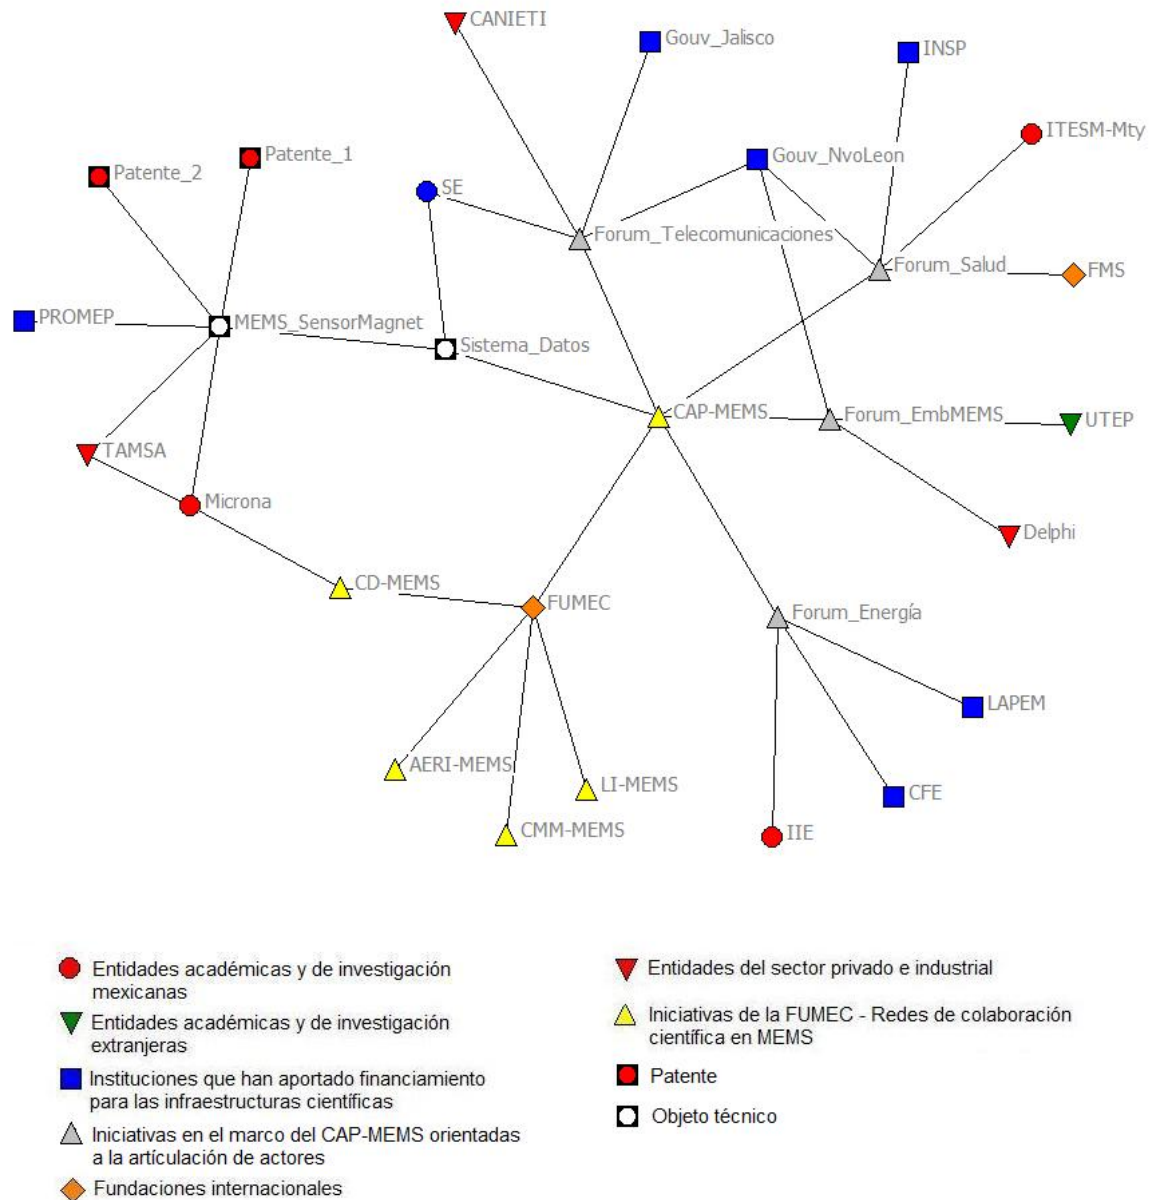 CANIETI
Gouv_Jalisco
INSP
ITESM-Mty
Patente_1
Gouv_NvoLeon
Patente_2
SE
Forum_Telecomunicaciones
Forum_Salud
FMS
PROMEP
MEMS_SensorMagnet
Sistema_Datos
CAP-MEMS
Forum_EmbMEMS
UTEP
TAMSA
Microna
Delphi
CD-MEMS
FUMEC
Forum_Energía
LAPEM
AERI-MEMS
LI-MEMS
CFE
CMM-MEMS
IIE
Entidades académicas y de investigación
mexicanas
Entidades académicas y de investigación
extranjeras
Instituciones que han aportado financiamiento
para las infraestructuras científicas
Iniciativas en el marco del CAP-MEMS orientadas
a la artículación de actores
Fundaciones internacionales
Entidades del sector privado e industrial
Iniciativas de la FUMEC - Redes de colaboración
científica en MEMS
Patente
Objeto técnico